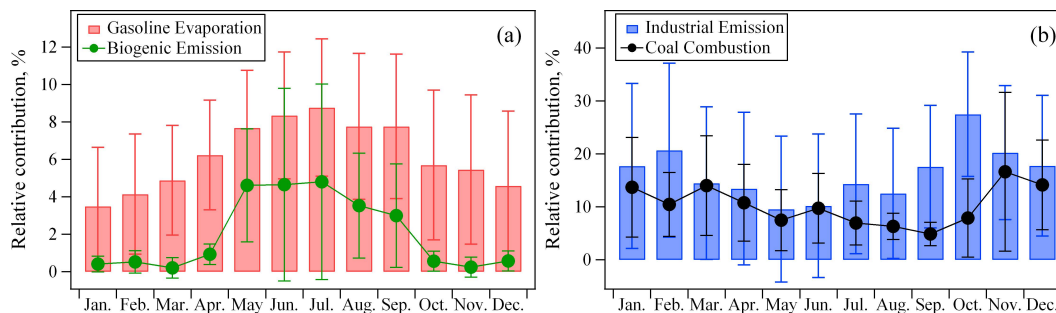 Gasoline Evaporation
Biogenic Emission
(a)
Relative contribution, %
12
10
8
6
4
2
0
Jan. Feb. Mar. Apr. May Jun. Jul. Aug. Sep. Oct. Nov. Dec.
Industrial Emission
Coal Combustion
(b)
Relative contribution, %
40
30
20
10
0
Jan. Feb. Mar. Apr. May Jun. Jul. Aug. Sep. Oct. Nov. Dec.